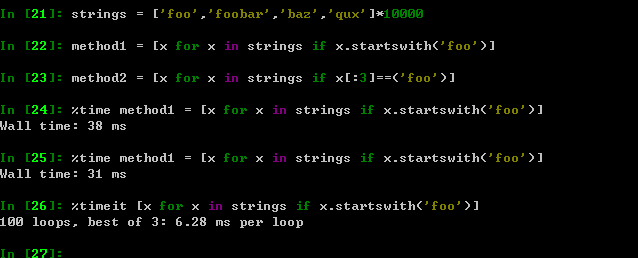 In [21]: strings = ['foo','foobar','baz','qux']*10000
In [22]: method1 = [x for x in strings if x.startswith('foo')]
In [23]: method2 = [x for x in strings if x[:3]==('foo')]
In [24]: %time method1 = [x for x in strings if x.startswith('foo')]
Wall time: 38 ms
In [25]: %time method1 = [x for x in strings if x.startswith('foo')]
Wall time: 31 ms
In [26]: %timeit [x for x in strings if x.startswith('foo')]
100 loops, best of 3: 6.28 ms per loop
In [27]: